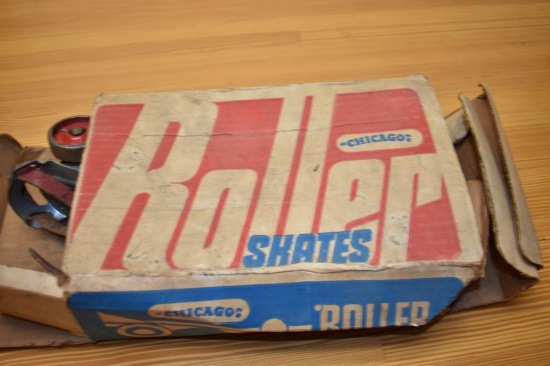 Roller
"CHICAGO"
SKATES
"CHICAGO"
"ROLLER